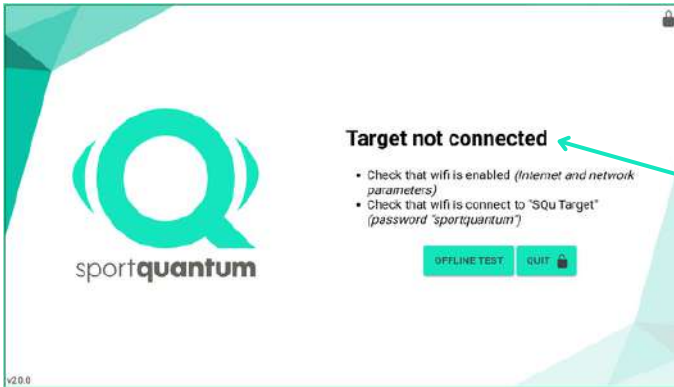 Target not connected
• Check that wifi is enabled (Internet and network
parameters)
• Check that wifi is connect to "SQu Target"
(password "sportquantum")
OFFLINE TEST
QUIT
sportquantum
v2.0.0